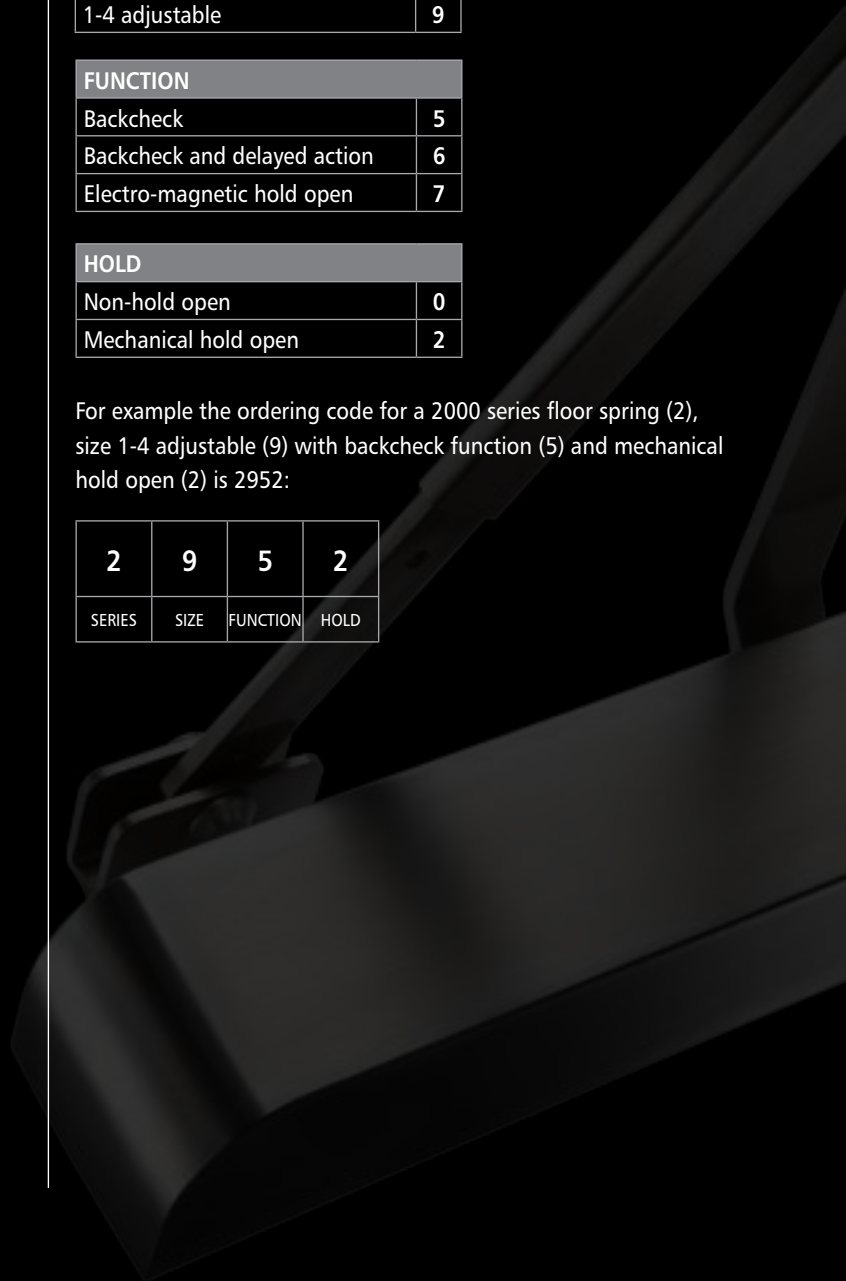 1-4 adjustable 9
FUNCTION
Backcheck 5
Backcheck and delayed action 6
Electro-magnetic hold open 7
HOLD
Non-hold open 0
Mechanical hold open 2
For example the ordering code for a 2000 series floor spring (2),
size 1-4 adjustable (9) with backcheck function (5) and mechanical
hold open (2) is 2952:
2 9 5 2
SERIES SIZE FUNCTION HOLD